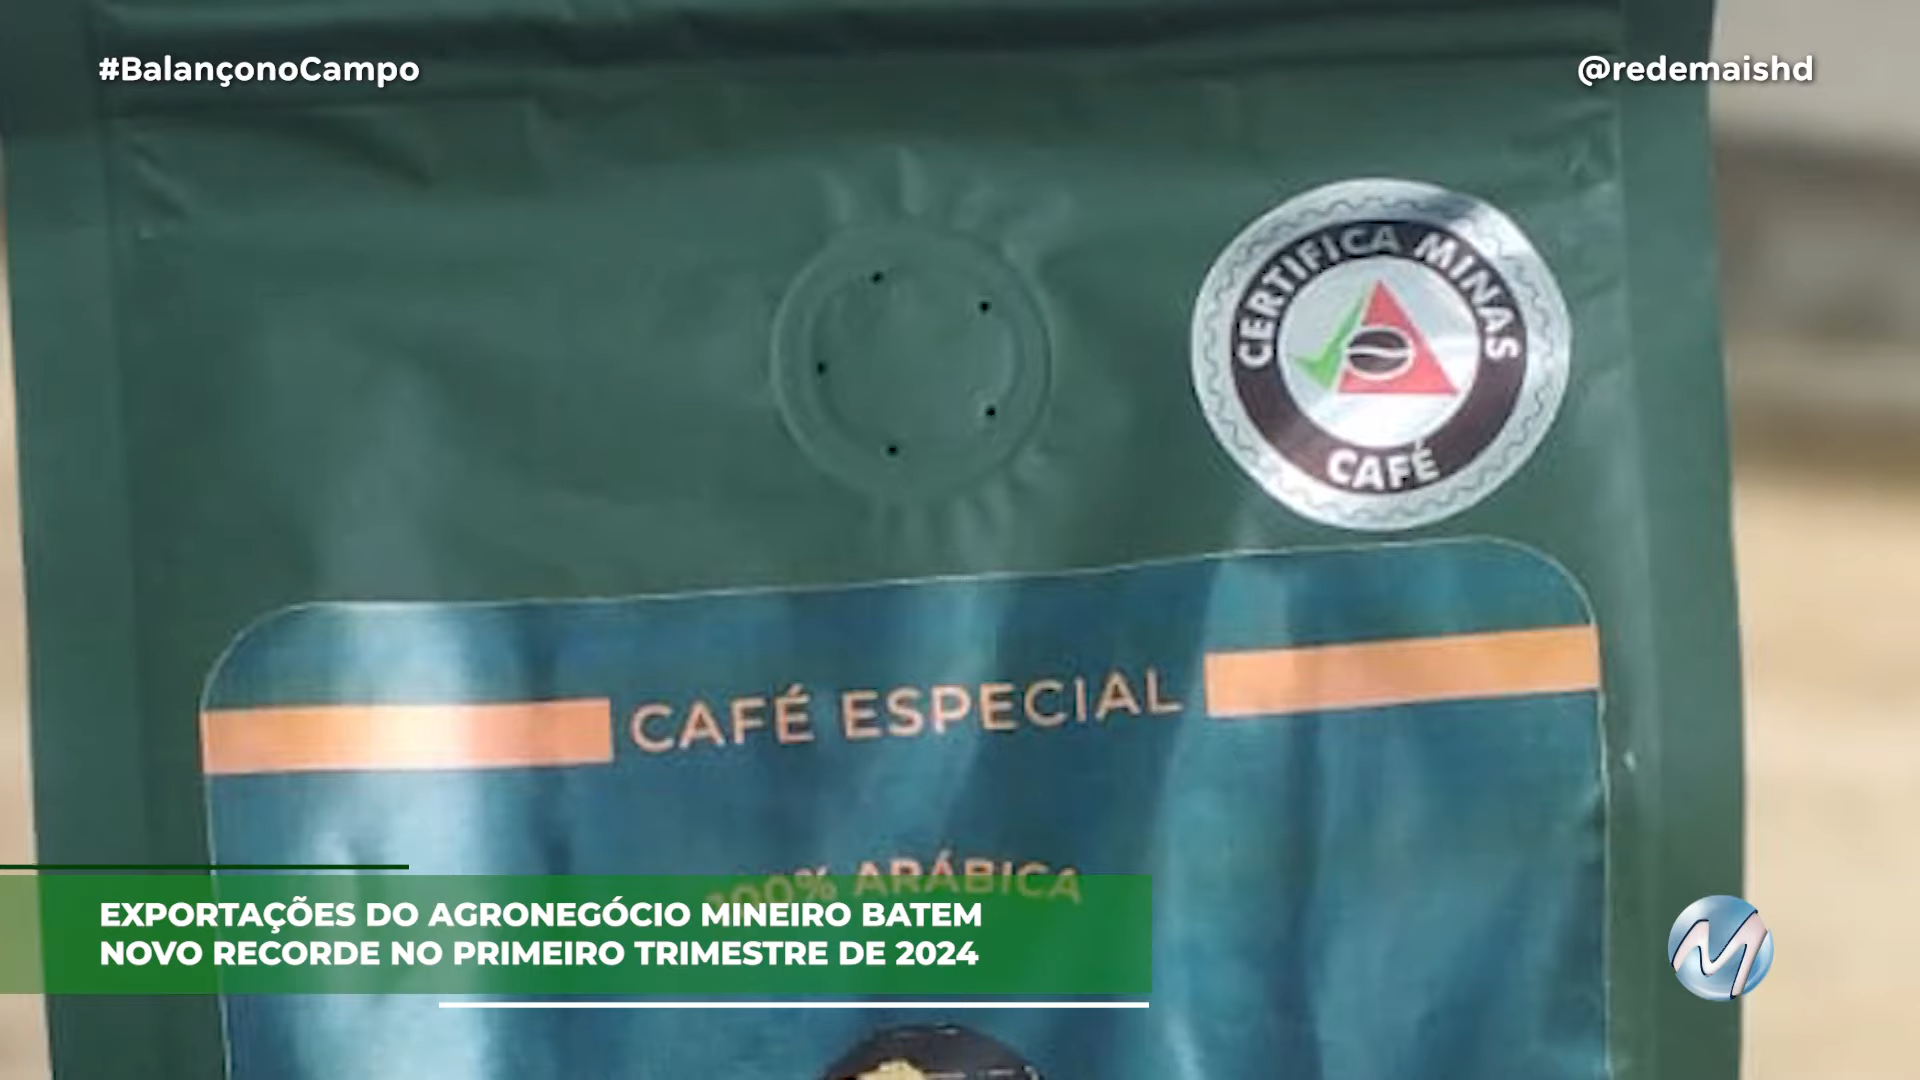 #BalançonoCampo
@redemaishd
CERTIFICA MINAS
CAFÉ
CAFÉ ESPECIAL
100% ARÁBICA
EXPORTAÇÕES DO AGRONEGÓCIO MINEIRO BATEM
NOVO RECORDE NO PRIMEIRO TRIMESTRE DE 2024
M